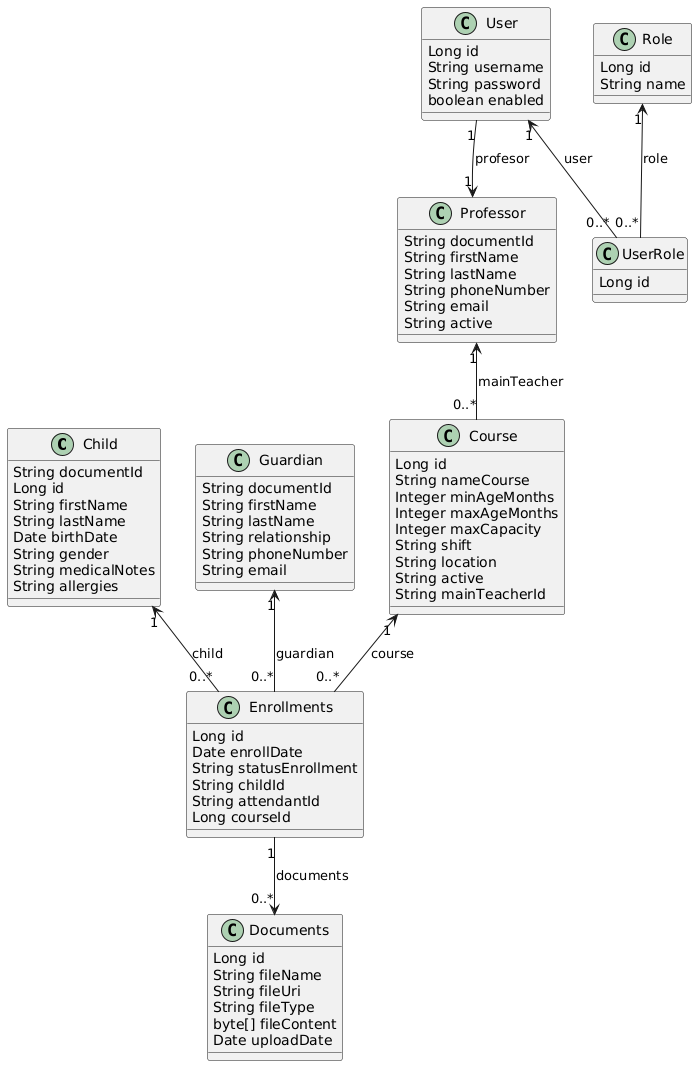 C User
Long id
String username
String password
boolean enabled
C Role
Long id
String name
1
1
1
profesor
user
role
1
0..*
0..*
C Professor
String documentId
String firstName
String lastName
String phoneNumber
String email
String active
C UserRole
Long id
1
mainTeacher
0..*
C Child
String documentId
Long id
String firstName
String lastName
Date birthDate
String gender
String medicalNotes
String allergies
C Guardian
String documentId
String firstName
String lastName
String relationship
String phoneNumber
String email
C Course
Long id
String nameCourse
Integer minAgeMonths
Integer maxAgeMonths
Integer maxCapacity
String shift
String location
String active
String mainTeacherId
1
1
1
child
guardian
course
0..*
0..*
0..*
C Enrollments
Long id
Date enrollDate
String statusEnrollment
String childId
String attendantId
Long courseId
1
documents
0..*
C Documents
Long id
String fileName
String fileUri
String fileType
byte[] fileContent
Date uploadDate